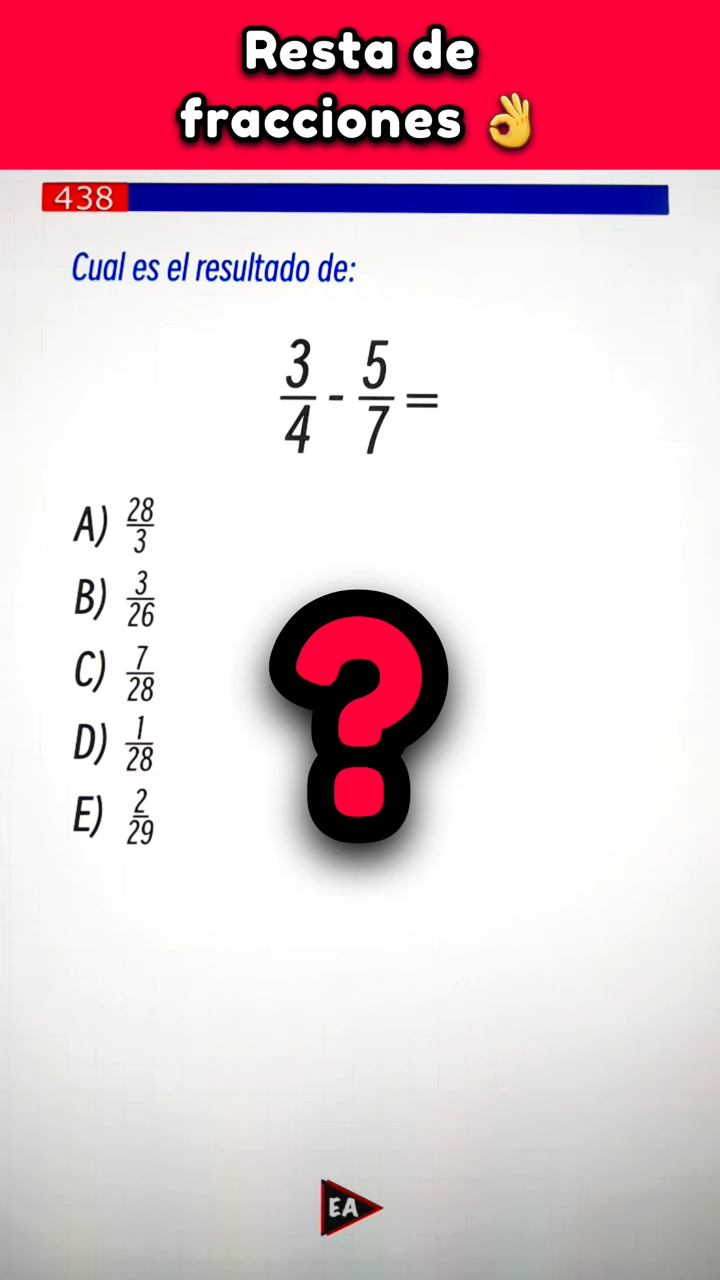 Resta de
fracciones 👌
438
Cual es el resultado de:
3/4 - 5/7 =
A) 28/3
B) 3/26
C) 7/28
D) 1/28
E) 2/29
?
EA